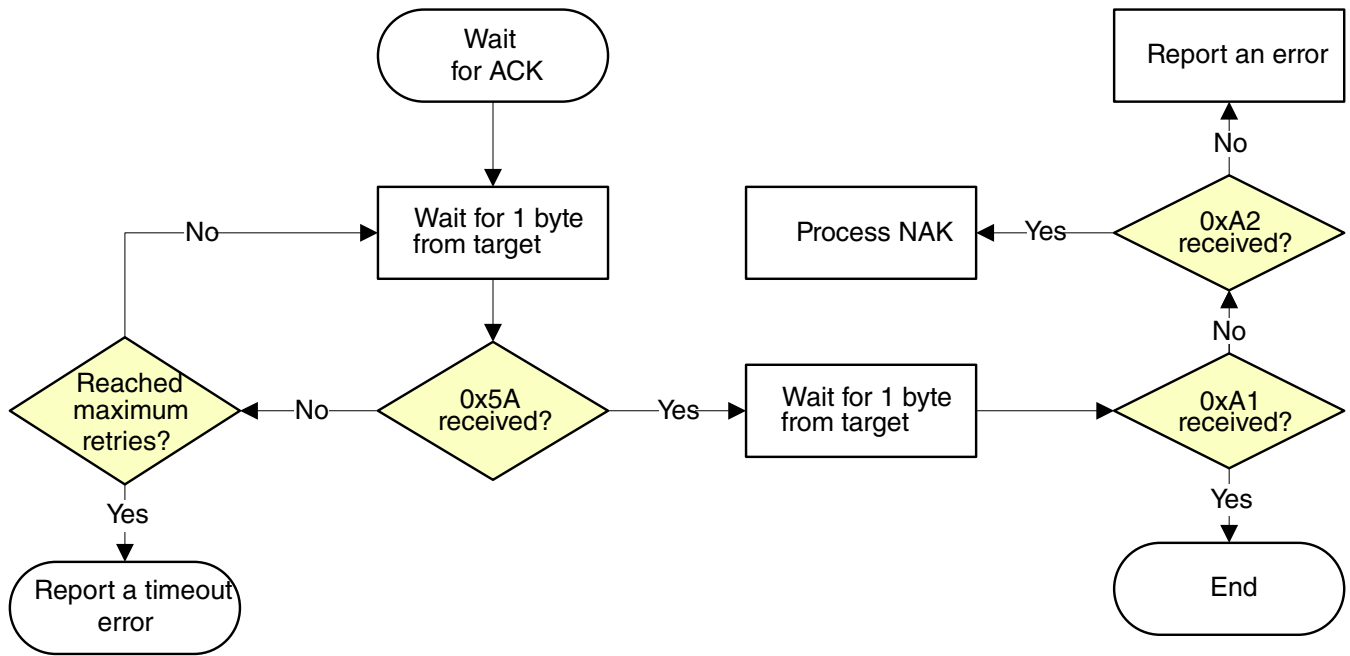 Wait
for ACK
Report an error
No
Wait for 1 byte
from target
No
Process NAK
Yes
0xA2
received?
No
Reached
maximum
retries?
No
0x5A
received?
Yes
Wait for 1 byte
from target
0xA1
received?
Yes
Yes
Report a timeout
error
End